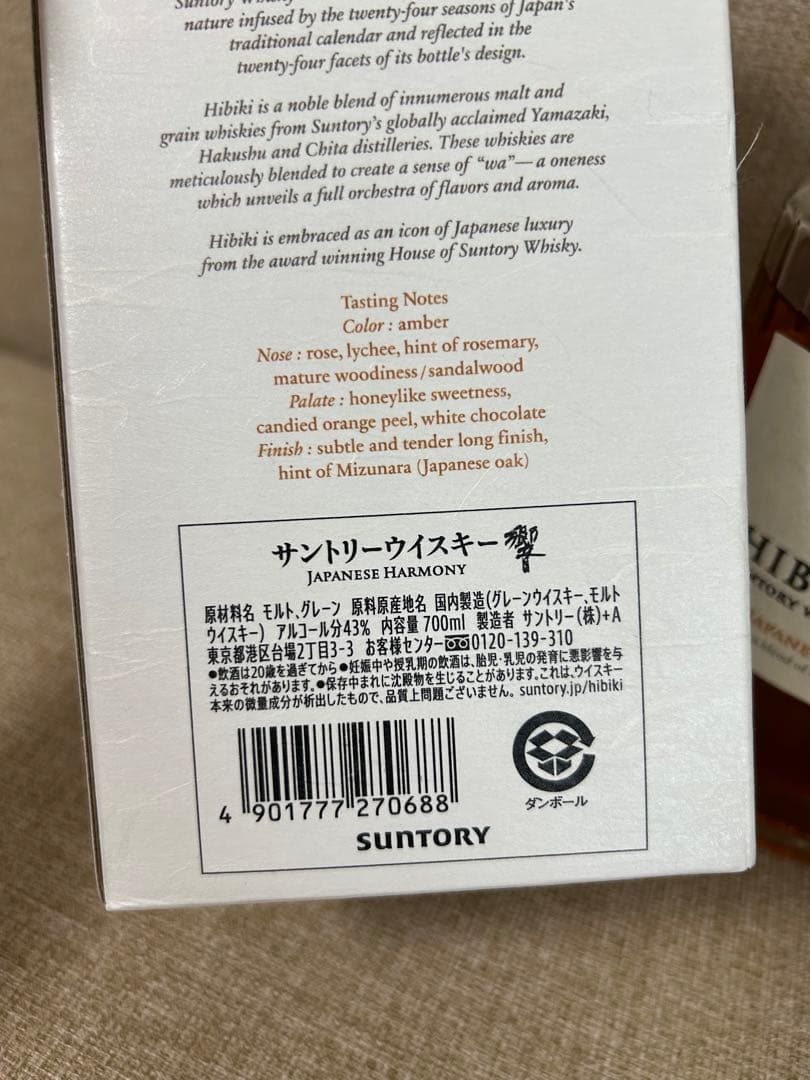 Suntory Whisky
nature infused by the twenty-four seasons of Japan's
traditional calendar and reflected in the
twenty-four facets of its bottle's design.
Hibiki is a noble blend of innumerous malt and
grain whiskies from Suntory's globally acclaimed Yamazaki,
Hakushu and Chita distilleries. These whiskies are
meticulously blended to create a sense of “wa”— a oneness
which unveils a full orchestra of flavors and aroma.
Hibiki is embraced as an icon of Japanese luxury
from the award winning House of Suntory Whisky.
Tasting Notes
Color : amber
Nose : rose, lychee, hint of rosemary,
mature woodiness / sandalwood
Palate : honeylike sweetness,
candied orange peel, white chocolate
Finish : subtle and tender long finish,
hint of Mizunara (Japanese oak)
サントリーウイスキー 響
JAPANESE HARMONY
原材料名 モルト、グレーン 原料原産地名 国内製造(グレーンウイスキー、モルト
ウイスキー) アルコール分43% 内容量 700ml 製造者 サントリー(株)+A
東京都港区台場2丁目3-3 お客様センター 0120-139-310
●飲酒は20歳を過ぎてから ●妊娠中や授乳期の飲酒は、胎児・乳児の発育に悪影響を与
えるおそれがあります。●保存中まれに沈殿物を生じることがあります。これは、ウイスキー
本来の微量成分が析出したもので、品質上問題ございません。 suntory.jp/hibiki
4 901777 270688
ダンボール
SUNTORY
HIB
SUNTORY
JAPANE